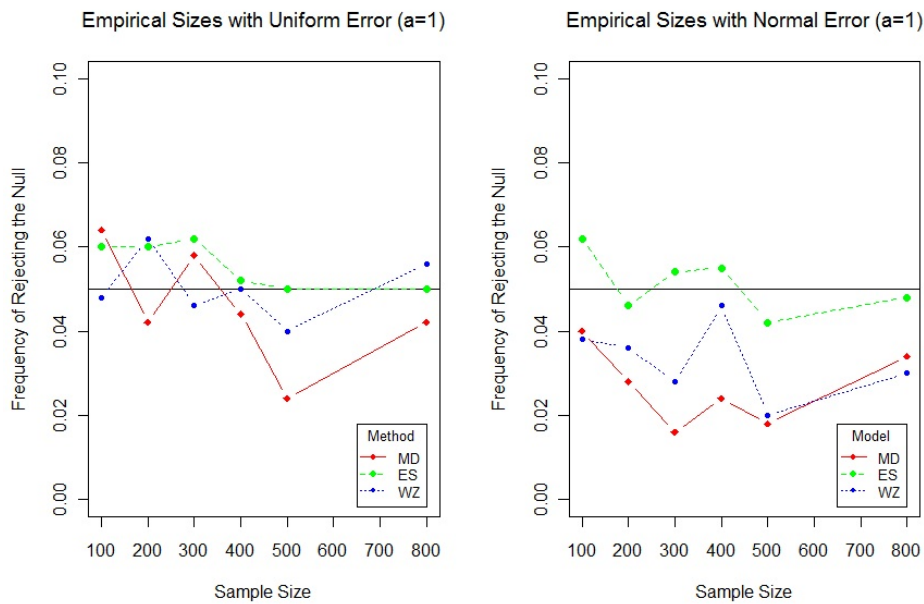 Empirical Sizes with Uniform Error (a=1)
Frequency of Rejecting the Null
0.10
0.08
0.06
0.04
0.02
0.00
Method
MD
ES
WZ
100 200 300 400 500 600 700 800
Sample Size
Empirical Sizes with Normal Error (a=1)
Frequency of Rejecting the Null
0.10
0.08
0.06
0.04
0.02
0.00
Model
MD
ES
WZ
100 200 300 400 500 600 700 800
Sample Size